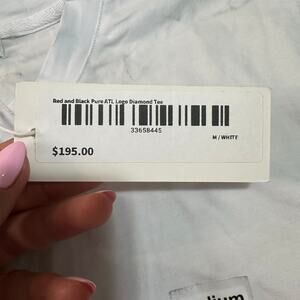 Red and Black Pure ATL Logo Diamond Tee
33658445
M / WHITE
$195.00